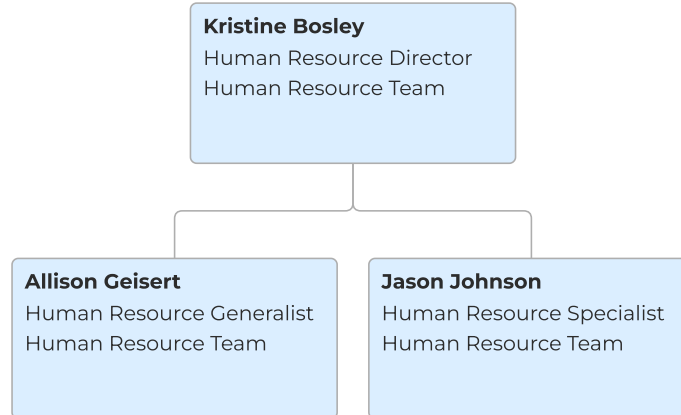 Kristine Bosley
Human Resource Director
Human Resource Team
Allison Geisert
Human Resource Generalist
Human Resource Team
Jason Johnson
Human Resource Specialist
Human Resource Team